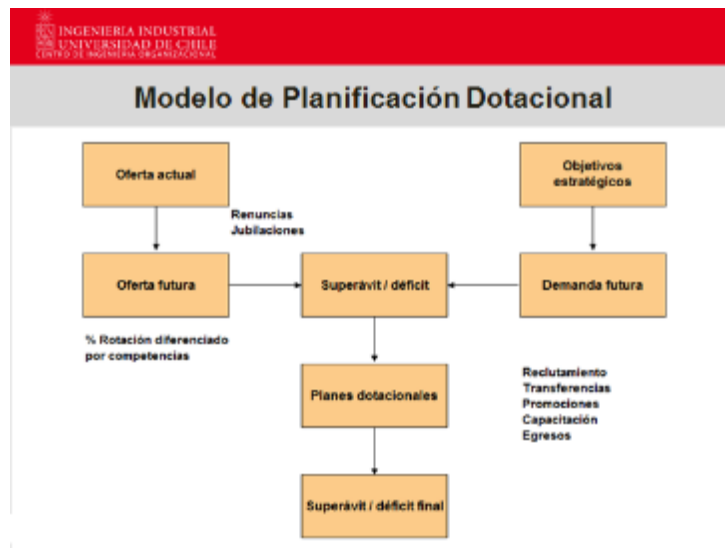 INGENIERIA INDUSTRIAL
UNIVERSIDAD DE CHILE
CENTRO DE INGENIERIA ORGANIZACIONAL
Modelo de Planificación Dotacional
Oferta actual
Objetivos
estratégicos
Renuncias
Jubilaciones
Oferta futura
Superávit / déficit
Demanda futura
% Rotación diferenciado
por competencias
Planes dotacionales
Reclutamiento
Transferencias
Promociones
Capacitación
Egresos
Superávit / déficit final